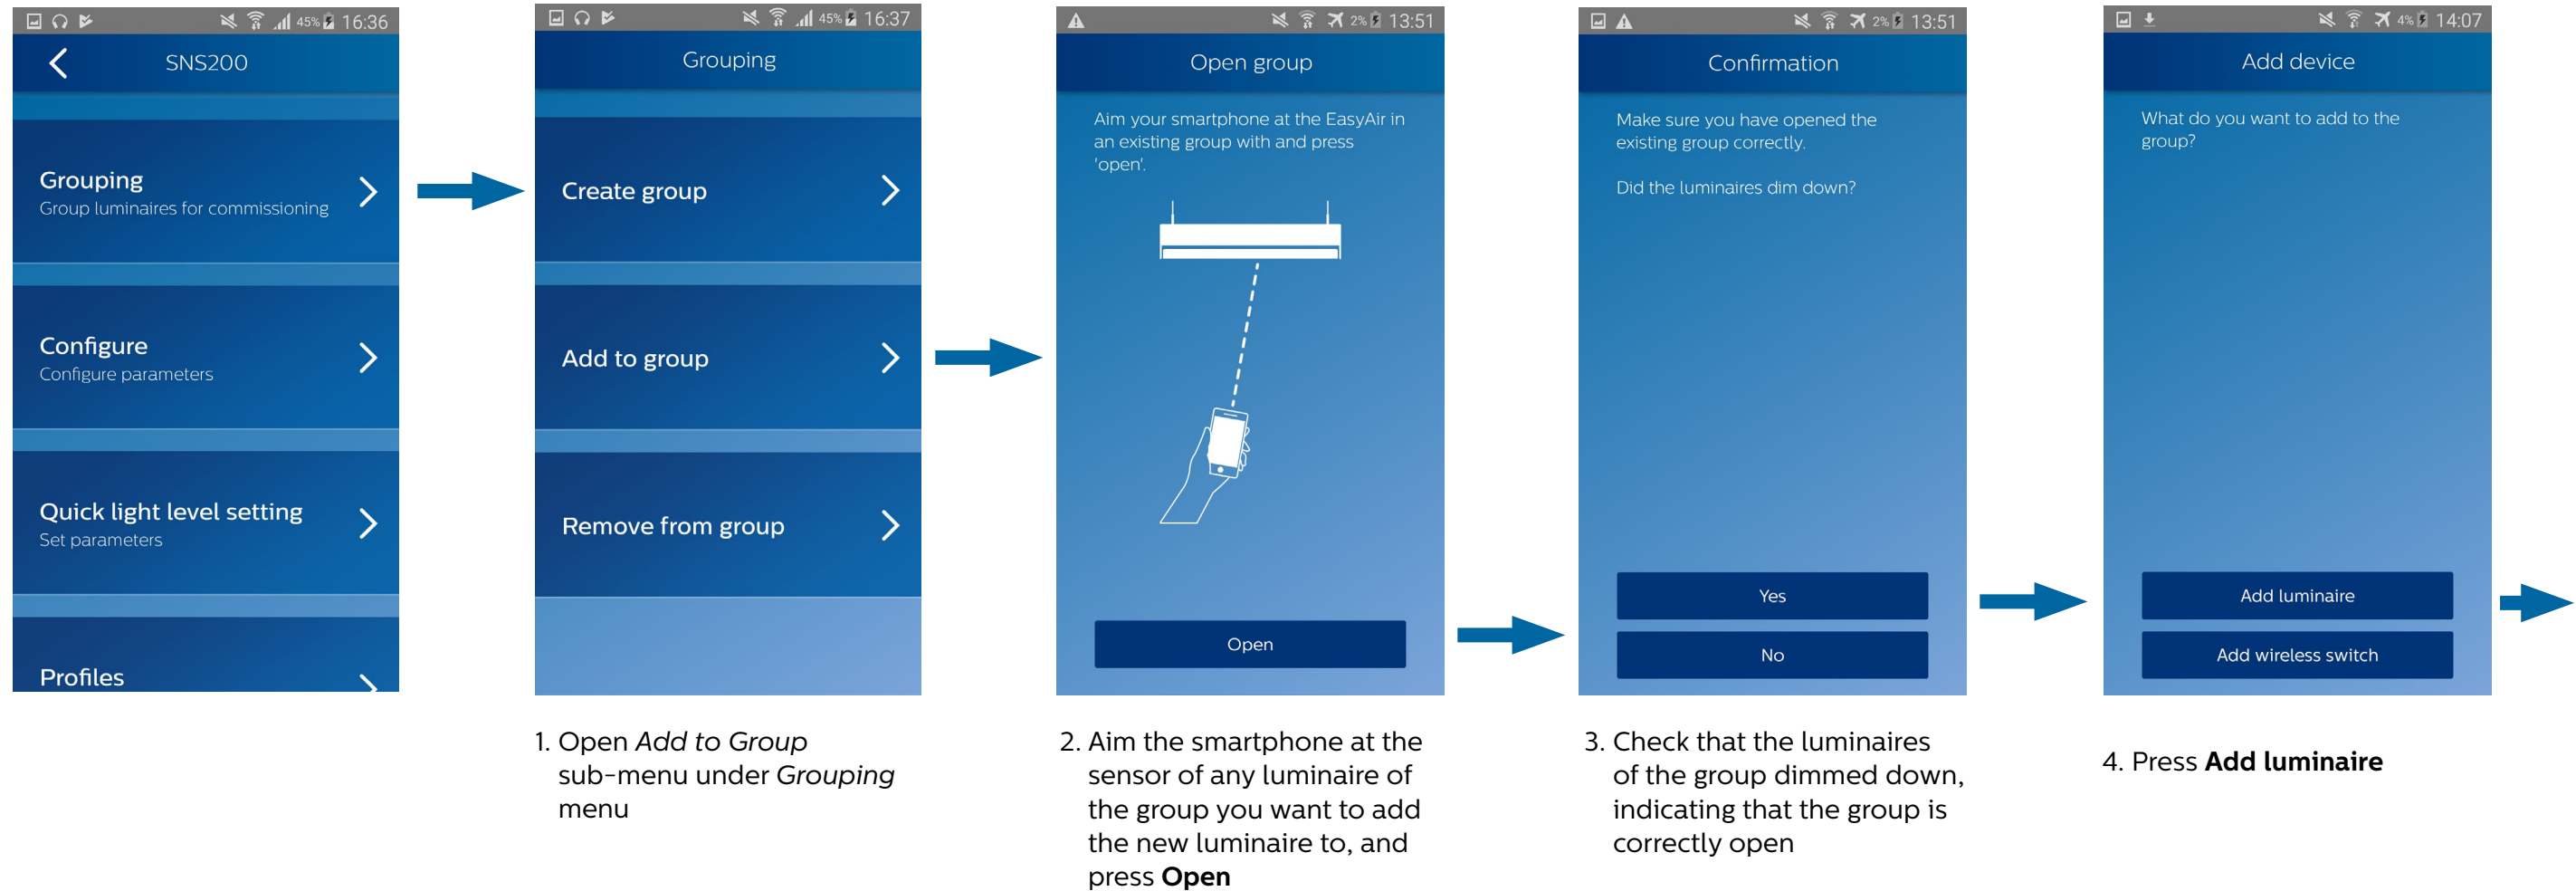 45% 16:36
SNS200
Grouping
Group luminaires for commissioning
Configure
Configure parameters
Quick light level setting
Set parameters
Profiles
45% 16:37
Grouping
Create group
Add to group
Remove from group
1. Open Add to Group
sub-menu under Grouping
menu
2% 13:51
Open group
Aim your smartphone at the EasyAir in
an existing group with and press
'open'.
Open
2. Aim the smartphone at the
sensor of any luminaire of
the group you want to add
the new luminaire to, and
press Open
2% 13:51
Confirmation
Make sure you have opened the
existing group correctly.
Did the luminaires dim down?
Yes
No
3. Check that the luminaires
of the group dimmed down,
indicating that the group is
correctly open
4% 14:07
Add device
What do you want to add to the
group?
Add luminaire
Add wireless switch
4. Press Add luminaire